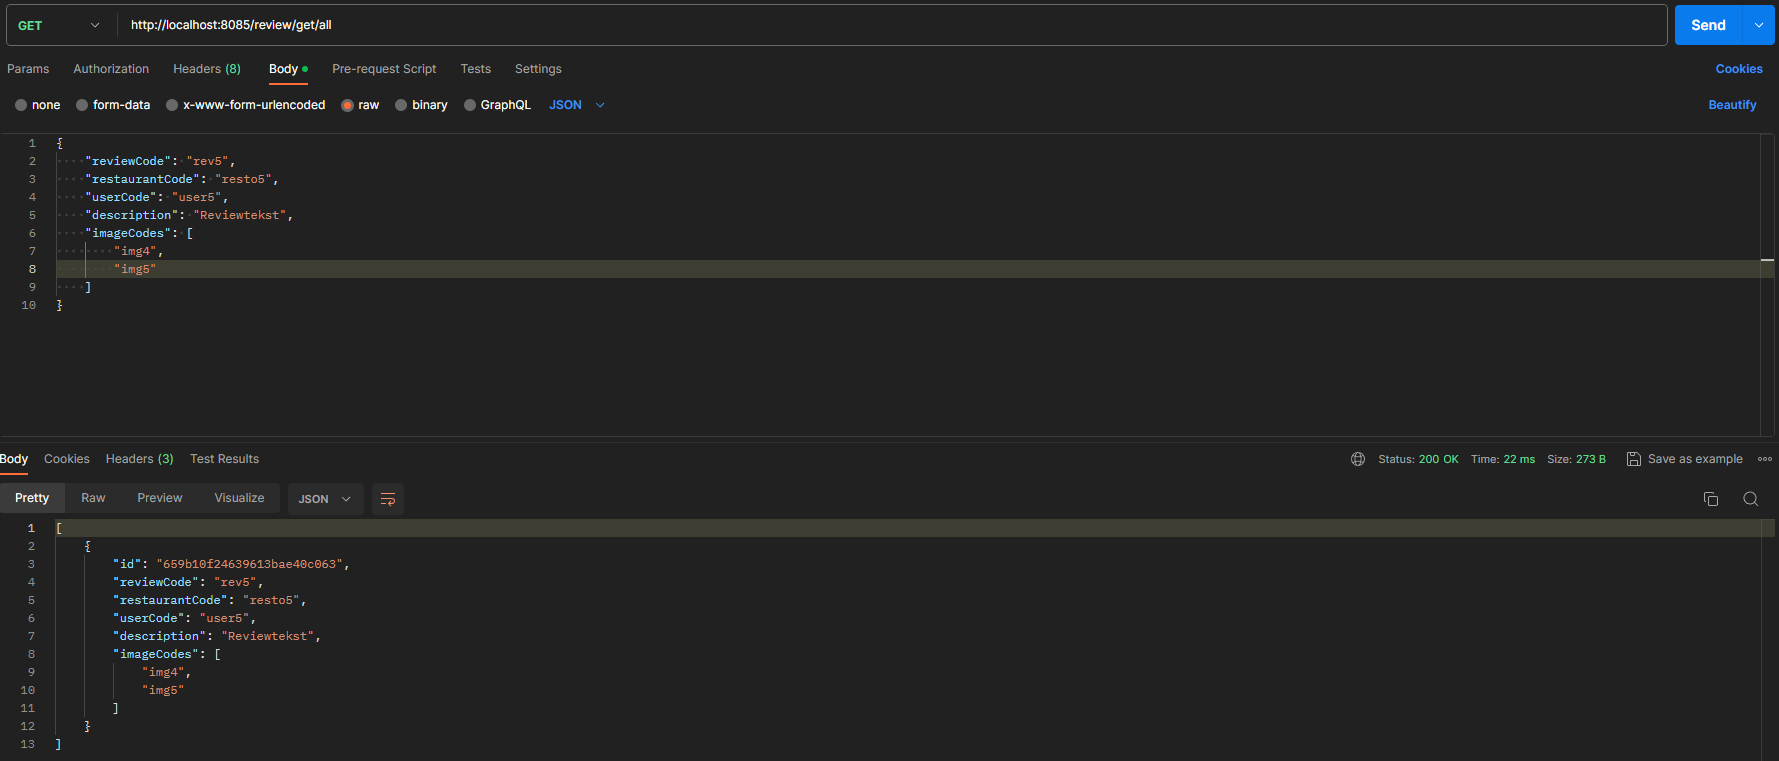 GET http://localhost:8085/review/get/all Send
Params Authorization Headers (8) Body Pre-request Script Tests Settings Cookies
none form-data x-www-form-urlencoded raw binary GraphQL JSON Beautify
1 {
2 "reviewCode": "rev5",
3 "restaurantCode": "resto5",
4 "userCode": "user5",
5 "description": "Reviewtekst",
6 "imageCodes": [
7 "img4",
8 "img5"
9 ]
10 }
Body Cookies Headers (3) Test Results Status: 200 OK Time: 22 ms Size: 273 B Save as example
Pretty Raw Preview Visualize JSON
1 [
2 {
3 "id": "659b10f24639613bae40c063",
4 "reviewCode": "rev5",
5 "restaurantCode": "resto5",
6 "userCode": "user5",
7 "description": "Reviewtekst",
8 "imageCodes": [
9 "img4",
10 "img5"
11 ]
12 }
13 ]